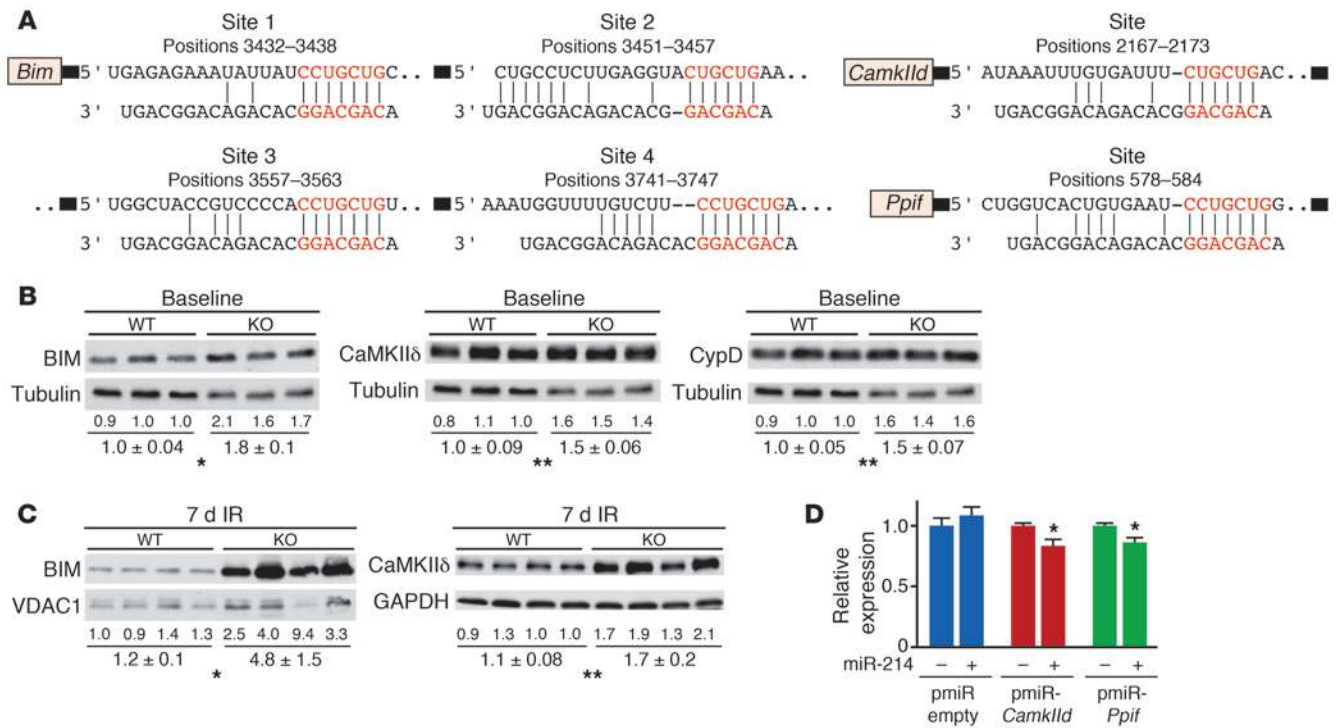 A
Site 1
Positions 3432–3438
Bim
5' UGAGAGAAAUAUUAUCCUGCUGC..
3' UGACGGACAGACACGGACGACA
Site 2
Positions 3451–3457
5' CUGCCUCUUGAGGUACUGCUGAA..
3' UGACGGACAGACACG–GACGACA
Site
Positions 2167–2173
CamkIId
5' AUAAAUUUGUGAUUU–CUGCUGAC..
3' UGACGGACAGACACGGACGACA
Site 3
Positions 3557–3563
..5' UGGCUACCGUCCCCACCUGCUGU..
3' UGACGGACAGACACGGACGACA
Site 4
Positions 3741–3747
5' AAAUGGUUUUGUCUU––CCUGCUGA...
3' UGACGGACAGACACGGACGACA
Site
Positions 578–584
Ppif
5' CUGGUCACUGUGAAU–CCUGCUGG..
3' UGACGGACAGACACGGACGACA
B
Baseline
WT KO
BIM
Tubulin
0.9 1.0 1.0 2.1 1.6 1.7
1.0 ± 0.04 1.8 ± 0.1
*
Baseline
WT KO
CaMKIIδ
Tubulin
0.8 1.1 1.0 1.6 1.5 1.4
1.0 ± 0.09 1.5 ± 0.06
**
Baseline
WT KO
CypD
Tubulin
0.9 1.0 1.0 1.6 1.4 1.6
1.0 ± 0.05 1.5 ± 0.07
**
C
7 d IR
WT KO
BIM
VDAC1
1.0 0.9 1.4 1.3 2.5 4.0 9.4 3.3
1.2 ± 0.1 4.8 ± 1.5
*
7 d IR
WT KO
CaMKIIδ
GAPDH
0.9 1.3 1.0 1.0 1.7 1.9 1.3 2.1
1.1 ± 0.08 1.7 ± 0.2
**
D
Relative
expression
1.0
0
* *
miR-214 – + – + – +
pmiR
empty
pmiR-
CamkIId
pmiR-
Ppif